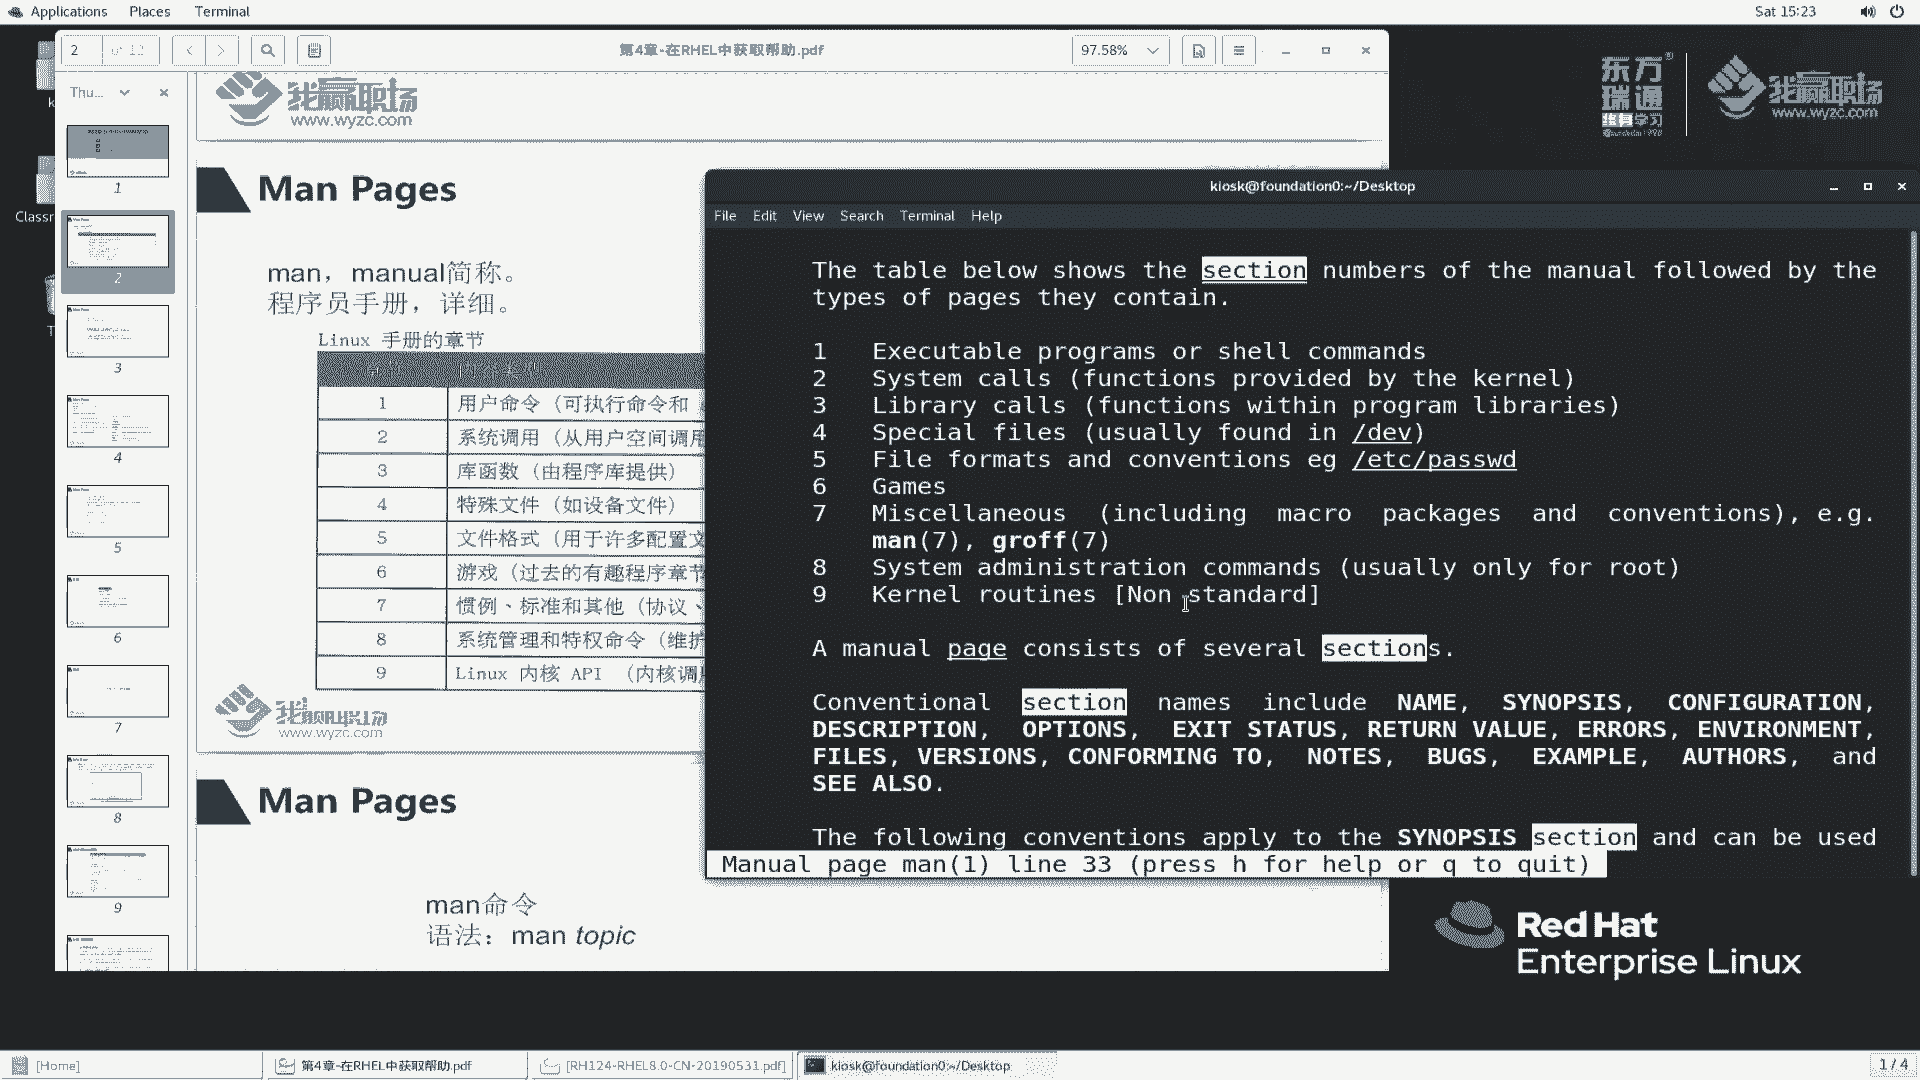 Applications Places Terminal Sat 15:23
2 of 12 第4章-在RHEL中获取帮助.pdf 97.58%
Thu...
1
2
3
4
5
6
7
8
9
我赢职场
www.wyzc.com
Man Pages
man，manual简称。
程序员手册，详细。
Linux 手册的章节
1 用户命令（可执行命令和
2 系统调用（从用户空间调用
3 库函数（由程序库提供）
4 特殊文件（如设备文件）
5 文件格式（用于许多配置文
6 游戏（过去的有趣程序章节
7 惯例、标准和其他（协议、
8 系统管理和特权命令（维护
9 Linux 内核 API （内核调用
我赢职场
www.wyzc.com
Man Pages
man命令
语法：man topic
东方瑞通®
终身学习
我赢职场
www.wyzc.com
kiosk@foundation0:~/Desktop
File Edit View Search Terminal Help
The table below shows the section numbers of the manual followed by the
types of pages they contain.
1 Executable programs or shell commands
2 System calls (functions provided by the kernel)
3 Library calls (functions within program libraries)
4 Special files (usually found in /dev)
5 File formats and conventions eg /etc/passwd
6 Games
7 Miscellaneous (including macro packages and conventions), e.g.
man(7), groff(7)
8 System administration commands (usually only for root)
9 Kernel routines [Non standard]
A manual page consists of several sections.
Conventional section names include NAME, SYNOPSIS, CONFIGURATION,
DESCRIPTION, OPTIONS, EXIT STATUS, RETURN VALUE, ERRORS, ENVIRONMENT,
FILES, VERSIONS, CONFORMING TO, NOTES, BUGS, EXAMPLE, AUTHORS, and
SEE ALSO.
The following conventions apply to the SYNOPSIS section and can be used
Manual page man(1) line 33 (press h for help or q to quit)
Red Hat
Enterprise Linux
[Home] 第4章-在RHEL中获取帮助.pdf [RH124-RHEL8.0-CN-20190531.pdf] kiosk@foundation0:~/Desktop 1 / 4